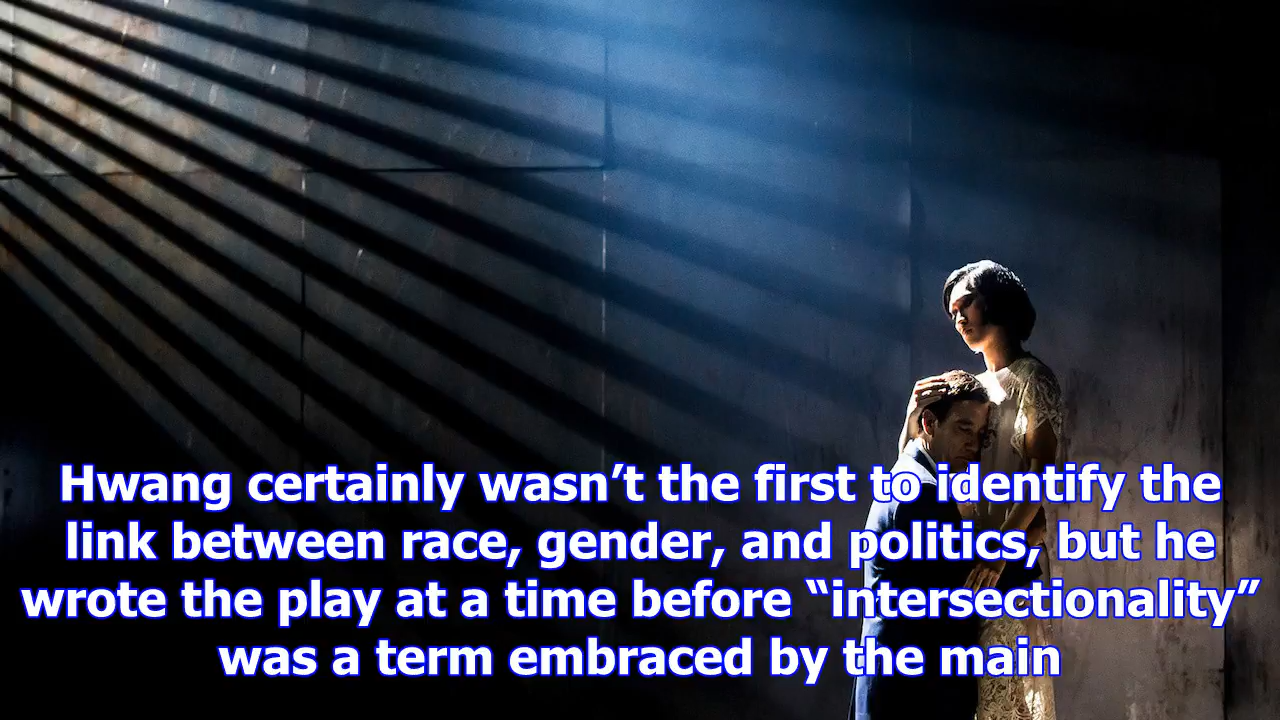 Hwang certainly wasn’t the first to identify the
link between race, gender, and politics, but he
wrote the play at a time before “intersectionality”
was a term embraced by the main